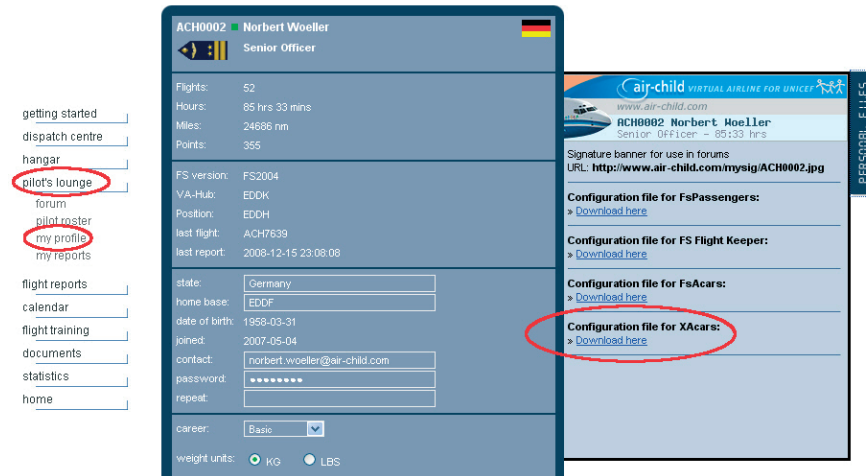 getting started
dispatch centre
hangar
pilot's lounge
forum
pilot roster
my profile
my reports
flight reports
calendar
flight training
documents
statistics
home
ACH0002 Norbert Woeller
Senior Officer
Flights: 52
Hours: 85 hrs 33 mins
Miles: 24686 nm
Points: 355
FS version: FS2004
VA-Hub: EDDK
Position: EDDH
last flight: ACH7639
last report: 2008-12-15 23:08:08
state: Germany
home base: EDDF
date of birth: 1958-03-31
joined: 2007-05-04
contact: norbert.woeller@air-child.com
password: ••••••••
repeat:
career: Basic
weight units: KG LBS
air-child VIRTUAL AIRLINE FOR UNICEF
www.air-child.com
ACH0002 Norbert Woeller
Senior Officer - 85:33 hrs
Signature banner for use in forums
URL: http://www.air-child.com/mysig/ACH0002.jpg
Configuration file for FsPassengers:
» Download here
Configuration file for FS Flight Keeper:
» Download here
Configuration file for FsAcars:
» Download here
Configuration file for XAcars:
» Download here